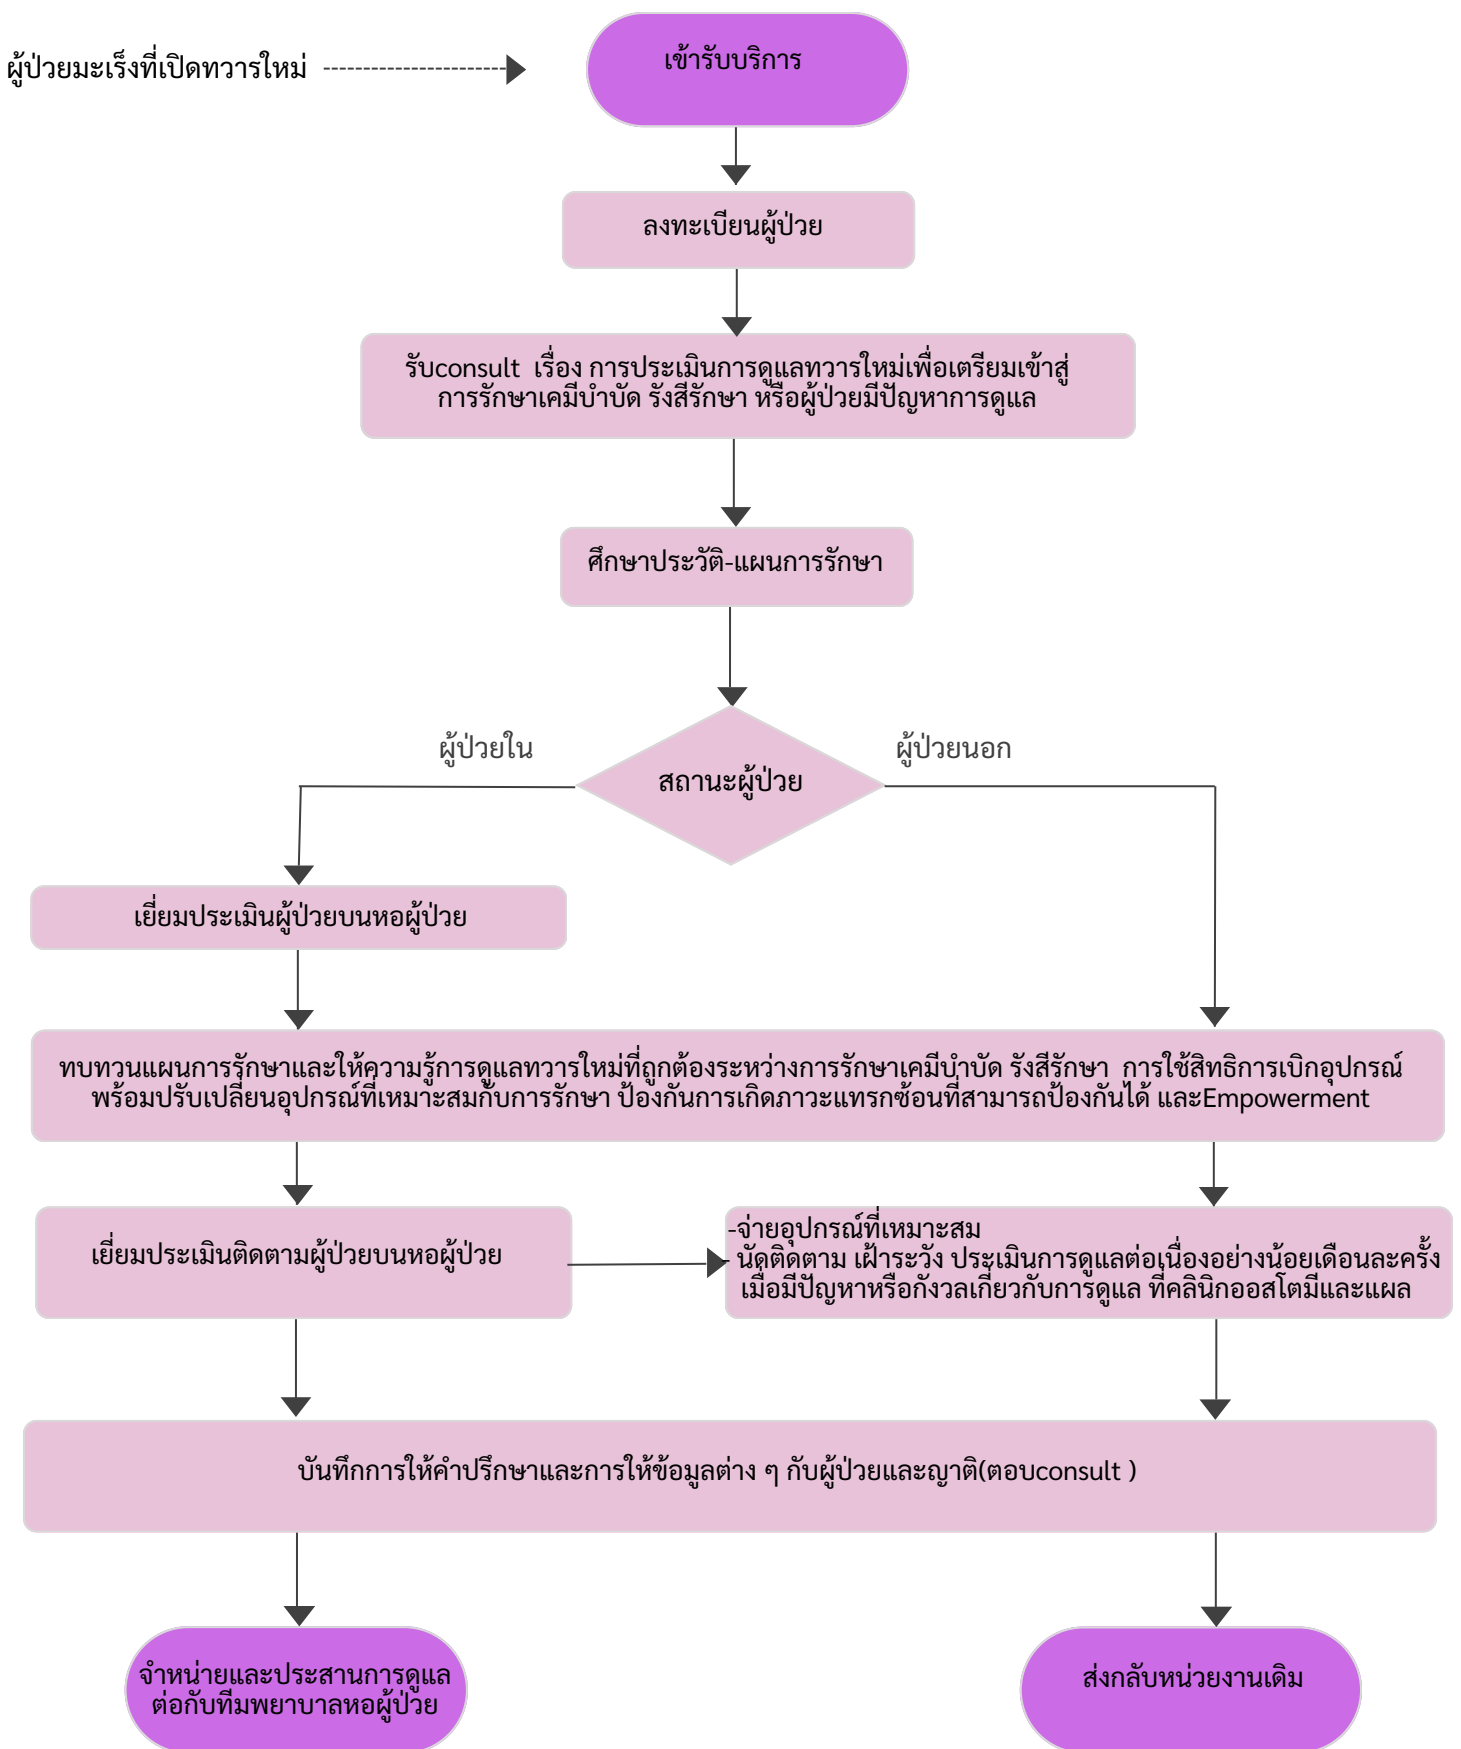 ผู้ป่วยมะเร็งที่เปิดทวารใหม่
เข้ารับบริการ
ลงทะเบียนผู้ป่วย
รับconsult เรื่อง การประเมินการดูแลทวารใหม่เพื่อเตรียมเข้าสู่
การรักษาเคมีบำบัด รังสีรักษา หรือผู้ป่วยมีปัญหาการดูแล
ศึกษาประวัติ-แผนการรักษา
ผู้ป่วยใน
ผู้ป่วยนอก
สถานะผู้ป่วย
เยี่ยมประเมินผู้ป่วยบนหอผู้ป่วย
ทบทวนแผนการรักษาและให้ความรู้การดูแลทวารใหม่ที่ถูกต้องระหว่างการรักษาเคมีบำบัด รังสีรักษา การใช้สิทธิการเบิกอุปกรณ์
พร้อมปรับเปลี่ยนอุปกรณ์ที่เหมาะสมกับการรักษา ป้องกันการเกิดภาวะแทรกซ้อนที่สามารถป้องกันได้ และEmpowerment
เยี่ยมประเมินติดตามผู้ป่วยบนหอผู้ป่วย
-จ่ายอุปกรณ์ที่เหมาะสม
- นัดติดตาม เฝ้าระวัง ประเมินการดูแลต่อเนื่องอย่างน้อยเดือนละครั้ง
เมื่อมีปัญหาหรือกังวลเกี่ยวกับการดูแล ที่คลินิกออสโตมีและแผล
บันทึกการให้คำปรึกษาและการให้ข้อมูลต่าง ๆ กับผู้ป่วยและญาติ(ตอบconsult )
จำหน่ายและประสานการดูแล
ต่อกับทีมพยาบาลหอผู้ป่วย
ส่งกลับหน่วยงานเดิม